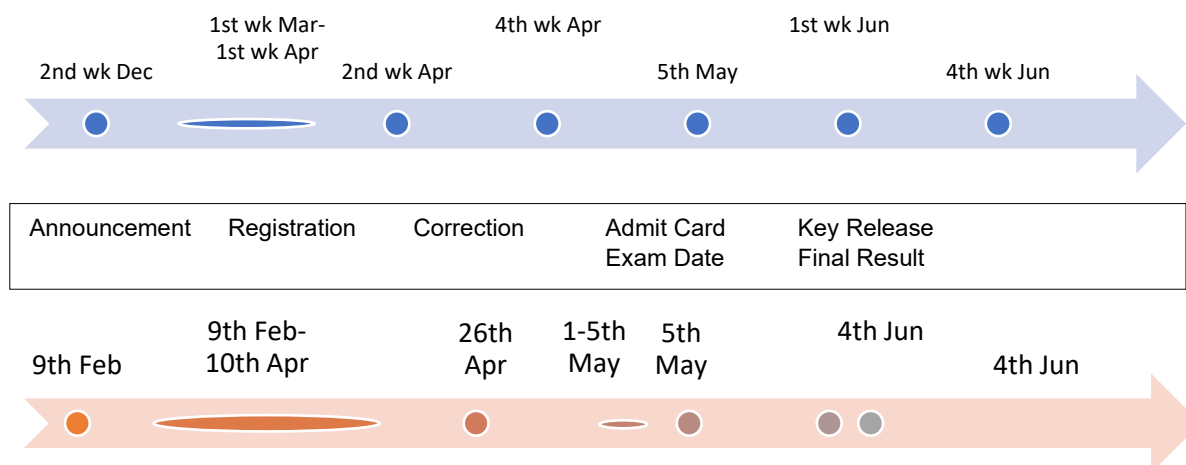 1st wk Mar-
1st wk Apr
4th wk Apr
1st wk Jun
2nd wk Dec
2nd wk Apr
5th May
4th wk Jun
Announcement
Registration
Correction
Admit Card
Exam Date
Key Release
Final Result
9th Feb
9th Feb-
10th Apr
26th
Apr
1-5th
May
5th
May
4th Jun
4th Jun